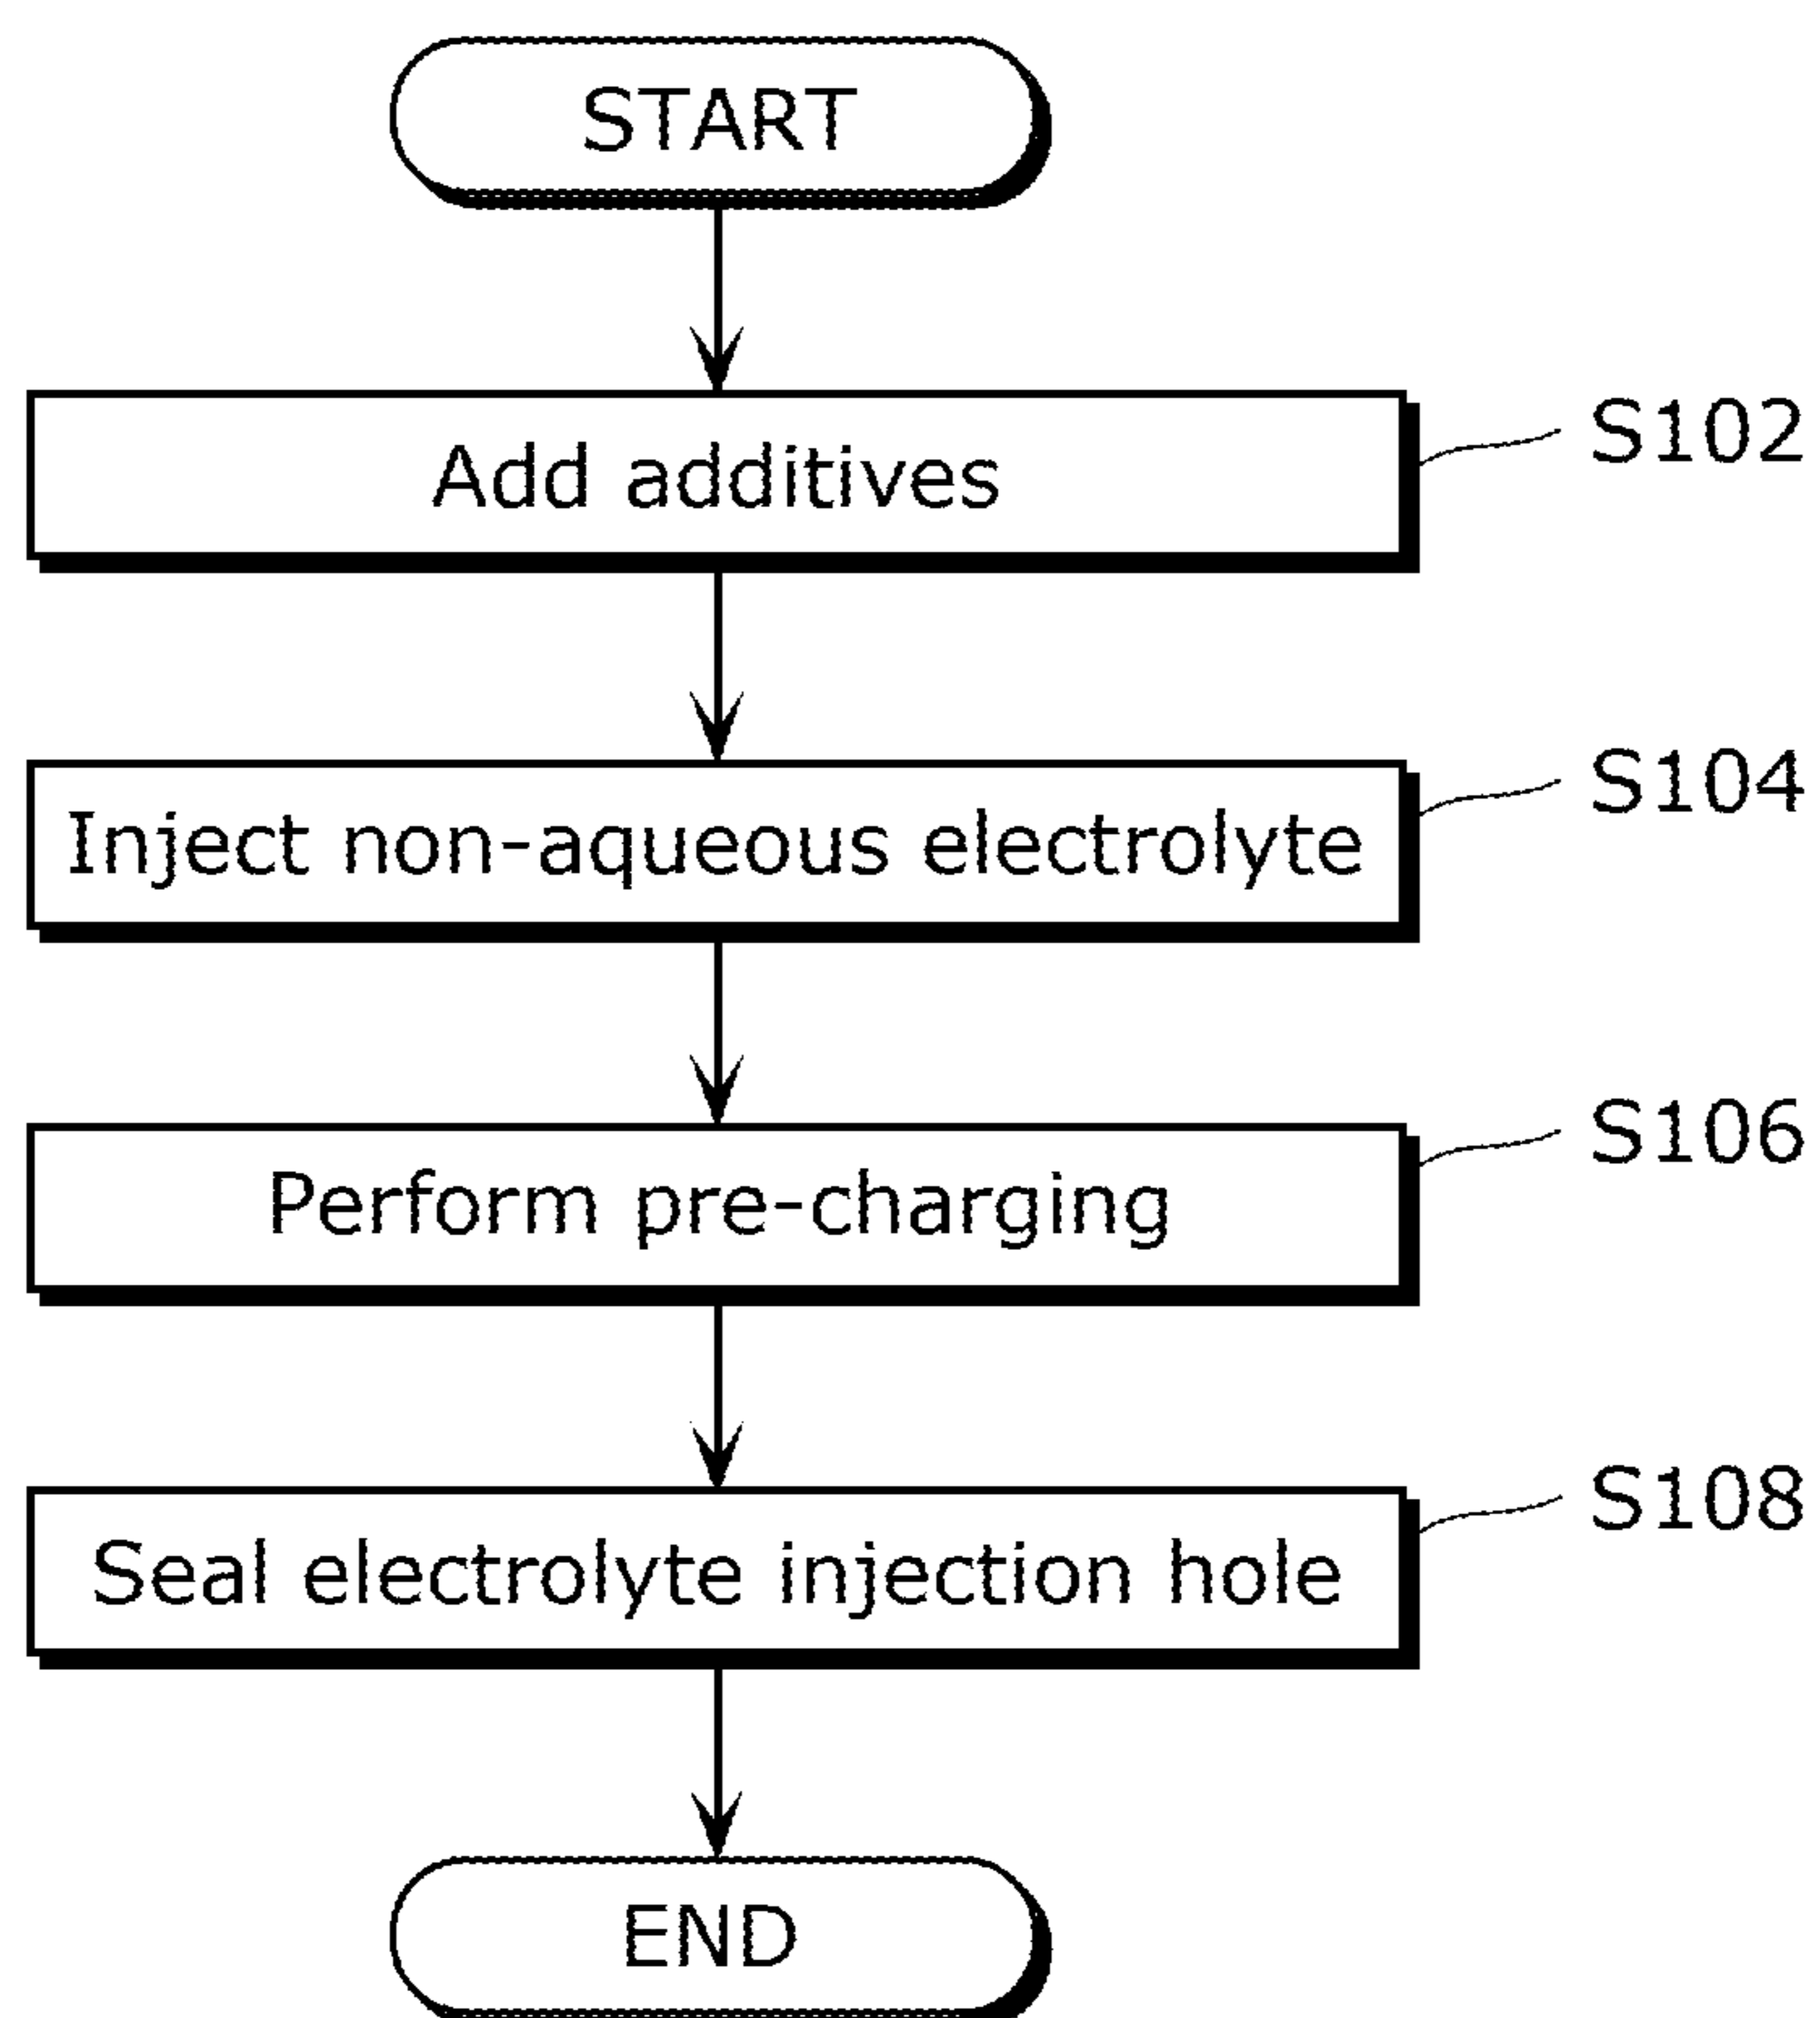 START
Add additives
S102
Inject non-aqueous electrolyte
S104
Perform pre-charging
S106
Seal electrolyte injection hole
S108
END